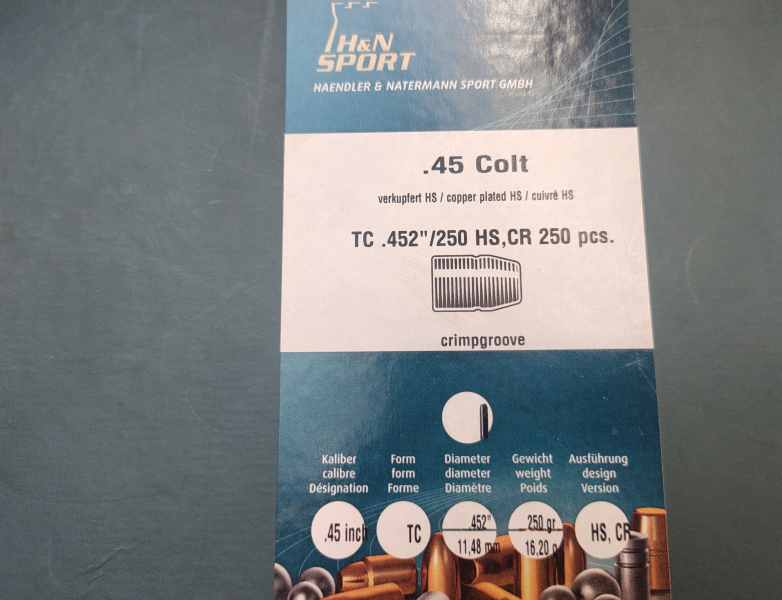 H&N
SPORT
HAENDLER & NATERMANN SPORT GMBH
.45 Colt
verkupfert HS / copper plated HS / cuivré HS
TC .452"/250 HS,CR 250 pcs.
crimpgroove
Kaliber Form Diameter Gewicht Ausführung
calibre form diameter weight design
Désignation Forme Diamètre Poids Version
.45 inch TC .452" 250 gr HS, CR
11,48 mm 16,20 g